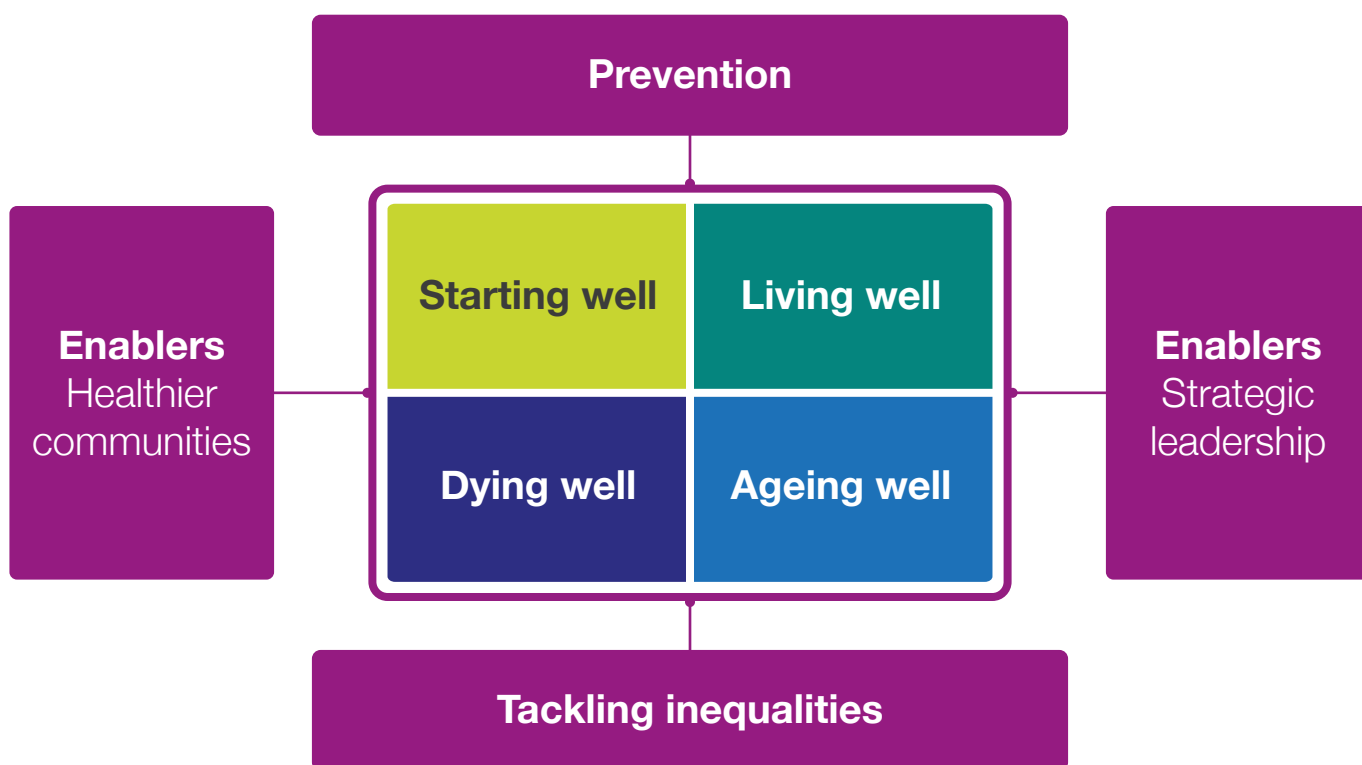 Prevention
Enablers
Healthier
communities
Starting well
Living well
Dying well
Ageing well
Enablers
Strategic
leadership
Tackling inequalities